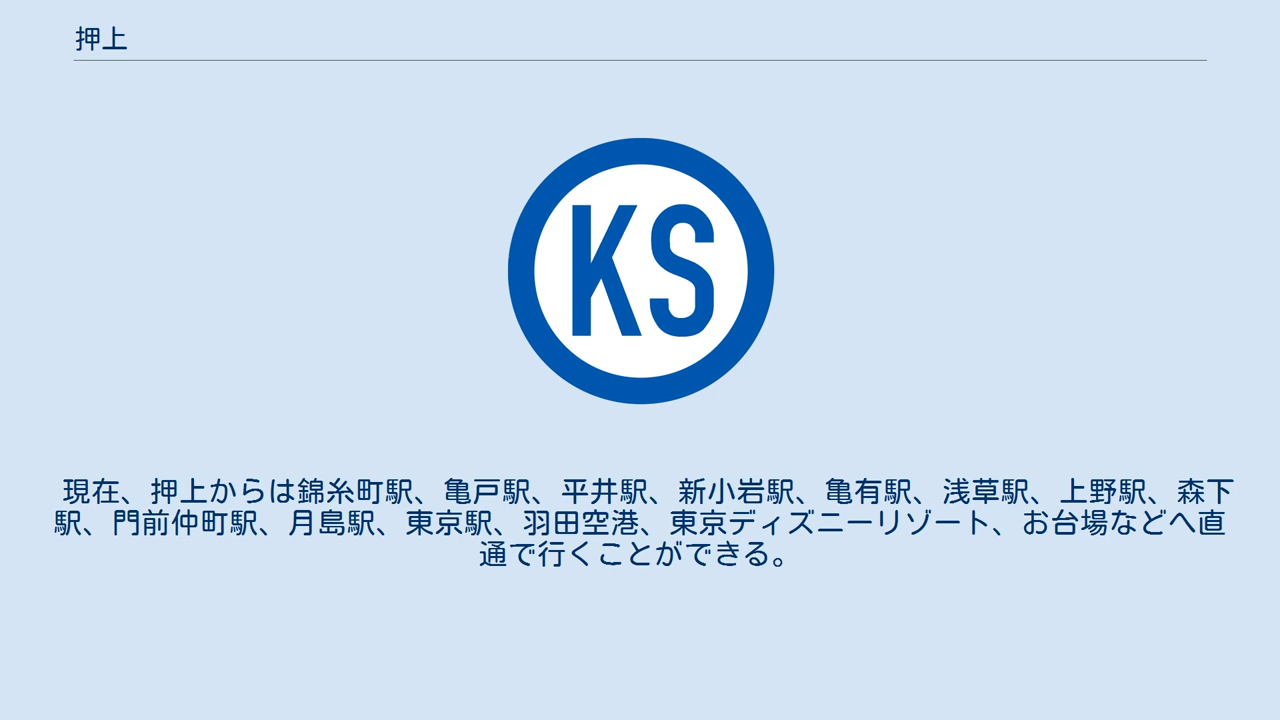 押上
KS
現在、押上からは錦糸町駅、亀戸駅、平井駅、新小岩駅、亀有駅、浅草駅、上野駅、森下
駅、門前仲町駅、月島駅、東京駅、羽田空港、東京ディズニーリゾート、お台場などへ直
通で行くことができる。